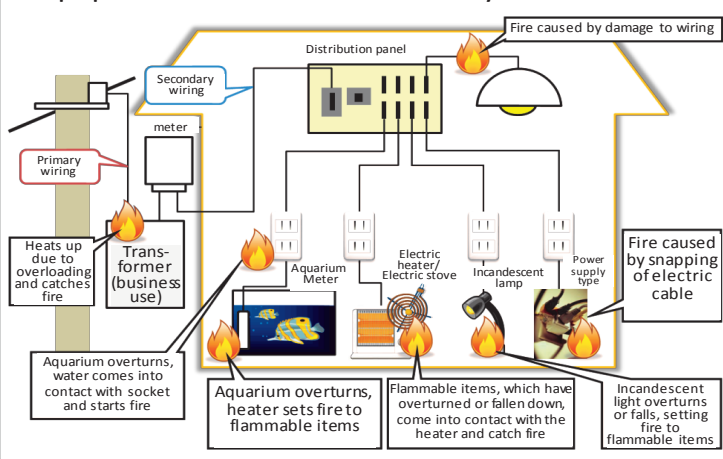 Fire caused by damage to wiring
Distribution panel
Secondary
wiring
meter
Primary
wiring
Heats up
due to
overloading
and catches
fire
Trans-
former
(business
use)
Aquarium
Meter
Electric
heater/
Electric stove
Incandescent
lamp
Power
supply
type
Fire caused
by snapping
of electric
cable
Aquarium overturns,
water comes into
contact with socket
and starts fire
Aquarium overturns,
heater sets fire to
flammable items
Flammable items, which have
overturned or fallen down,
come into contact with the
heater and catch fire
Incandescent
light overturns
or falls, setting
fire to
flammable items